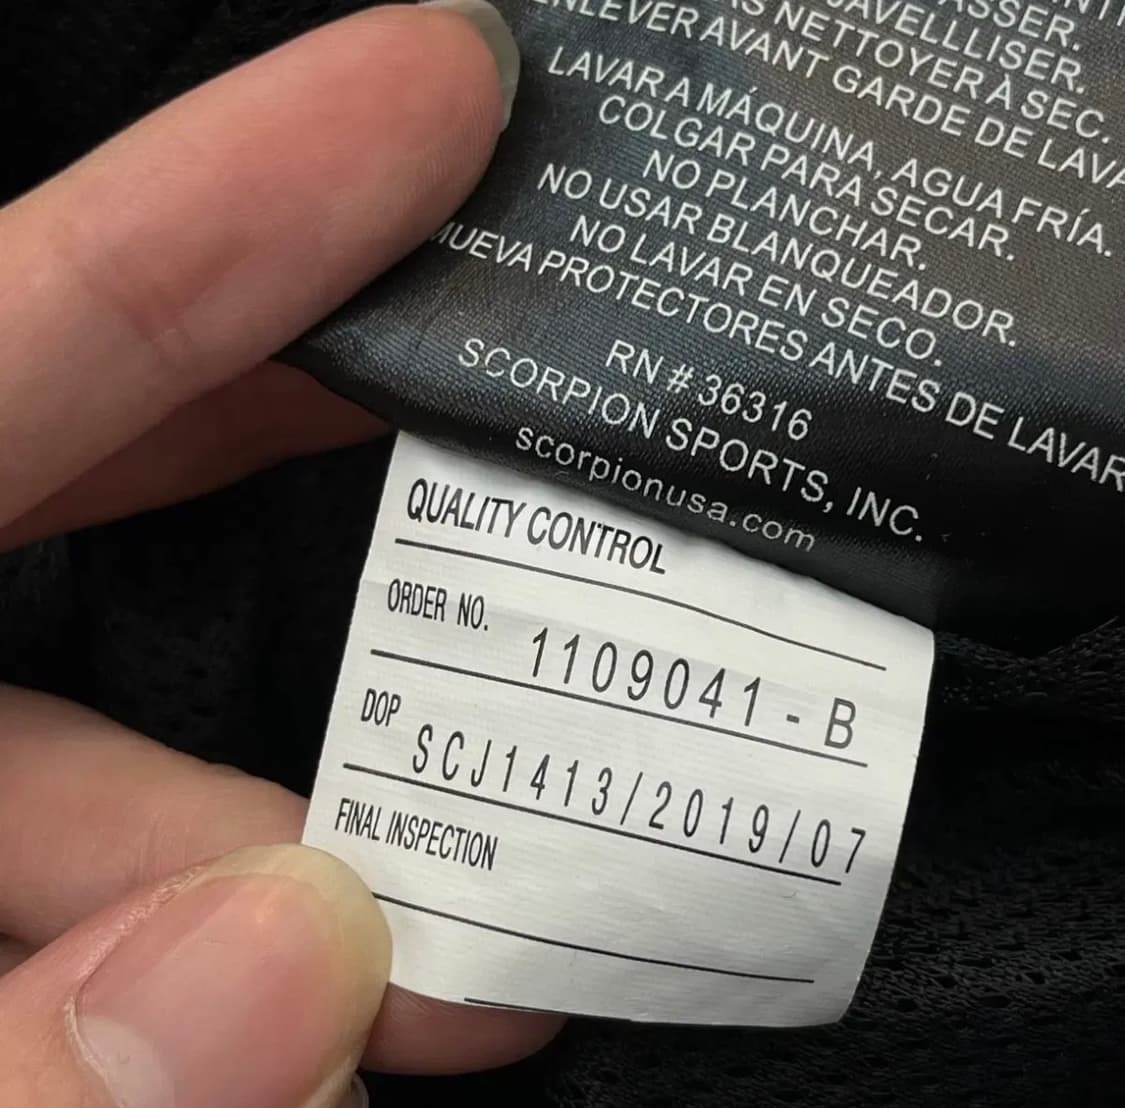 ASSER.
JAVELLLISER.
NETTOYER À SEC.
ENLEVER AVANT GARDE DE
LAVAR A MÁQUINA, AGUA FRÍA.
COLGAR PARA SECAR.
NO PLANCHAR.
NO USAR BLANQUEADOR.
NO LAVAR EN SECO.
MUEVA PROTECTORES ANTES DE LAVAR
RN # 36316
SCORPION SPORTS, INC.
scorpionusa.com
QUALITY CONTROL
ORDER NO. 1109041 - B
DOP SCJ1413/2019/07
FINAL INSPECTION